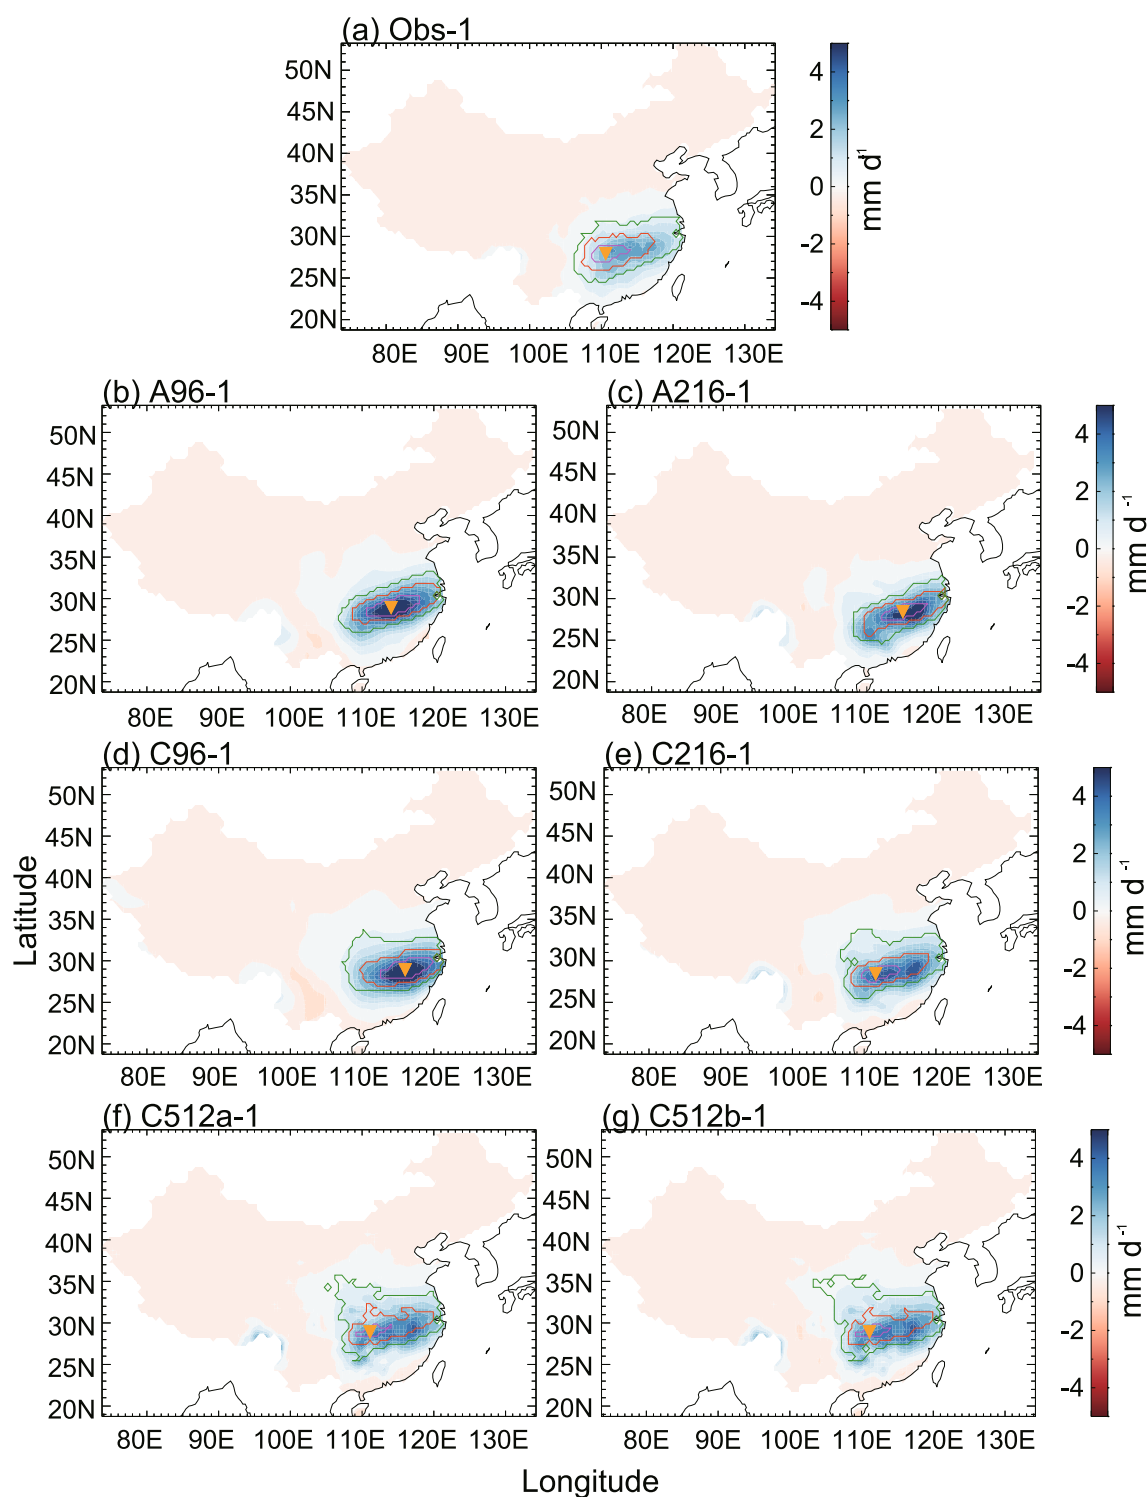 (a) Obs-1
50N
45N
40N
35N
30N
25N
20N
80E 90E 100E 110E 120E 130E
4
2
0
-2
-4
mm d⁻¹
(b) A96-1
50N
45N
40N
35N
30N
25N
20N
80E 90E 100E 110E 120E 130E
(c) A216-1
50N
45N
40N
35N
30N
25N
20N
80E 90E 100E 110E 120E 130E
4
2
0
-2
-4
mm d⁻¹
(d) C96-1
50N
45N
40N
35N
30N
25N
20N
80E 90E 100E 110E 120E 130E
(e) C216-1
50N
45N
40N
35N
30N
25N
20N
80E 90E 100E 110E 120E 130E
4
2
0
-2
-4
mm d⁻¹
Latitude
(f) C512a-1
50N
45N
40N
35N
30N
25N
20N
80E 90E 100E 110E 120E 130E
(g) C512b-1
50N
45N
40N
35N
30N
25N
20N
80E 90E 100E 110E 120E 130E
4
2
0
-2
-4
mm d⁻¹
Longitude